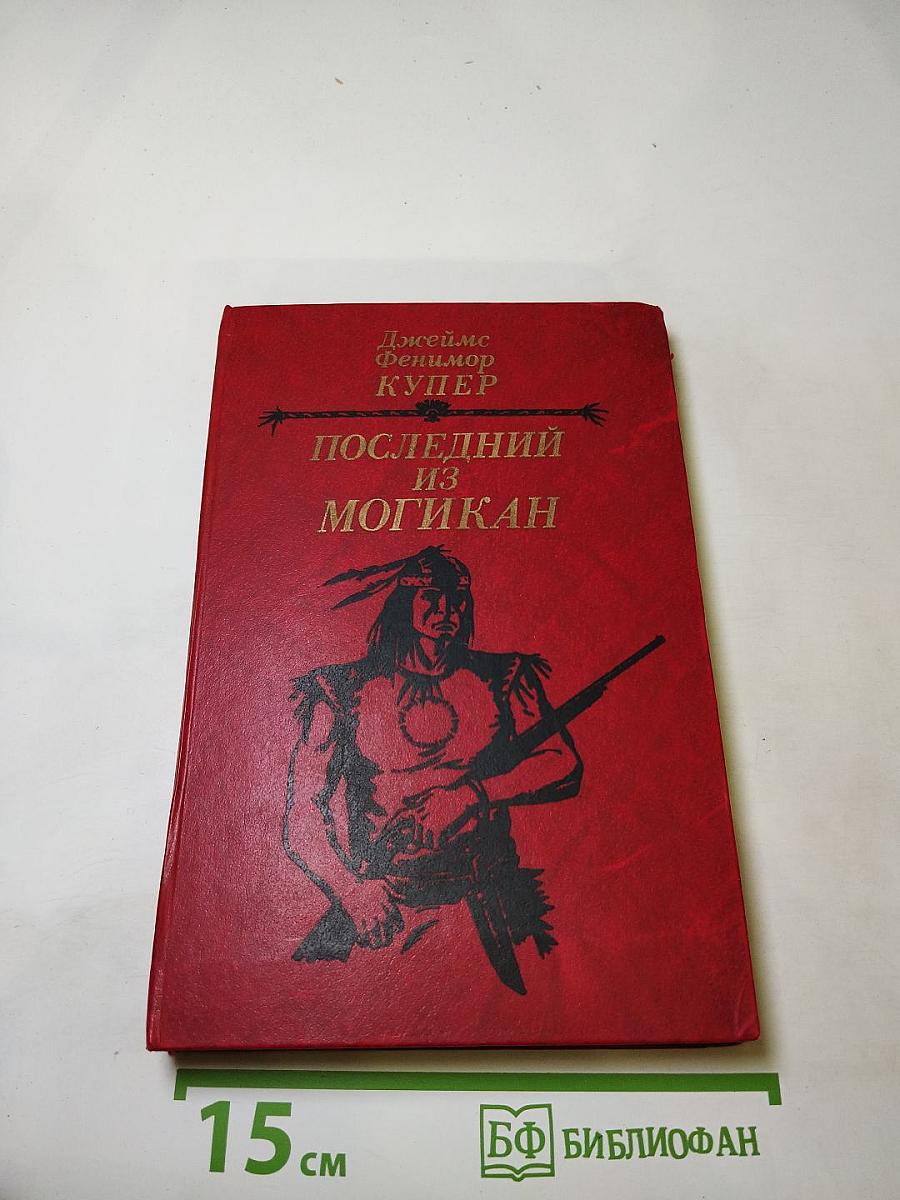 Джеймс
Фенимор
КУПЕР
ПОСЛЕДНИЙ
ИЗ
МОГИКАН
15 см
БФ БИБЛИОФАН